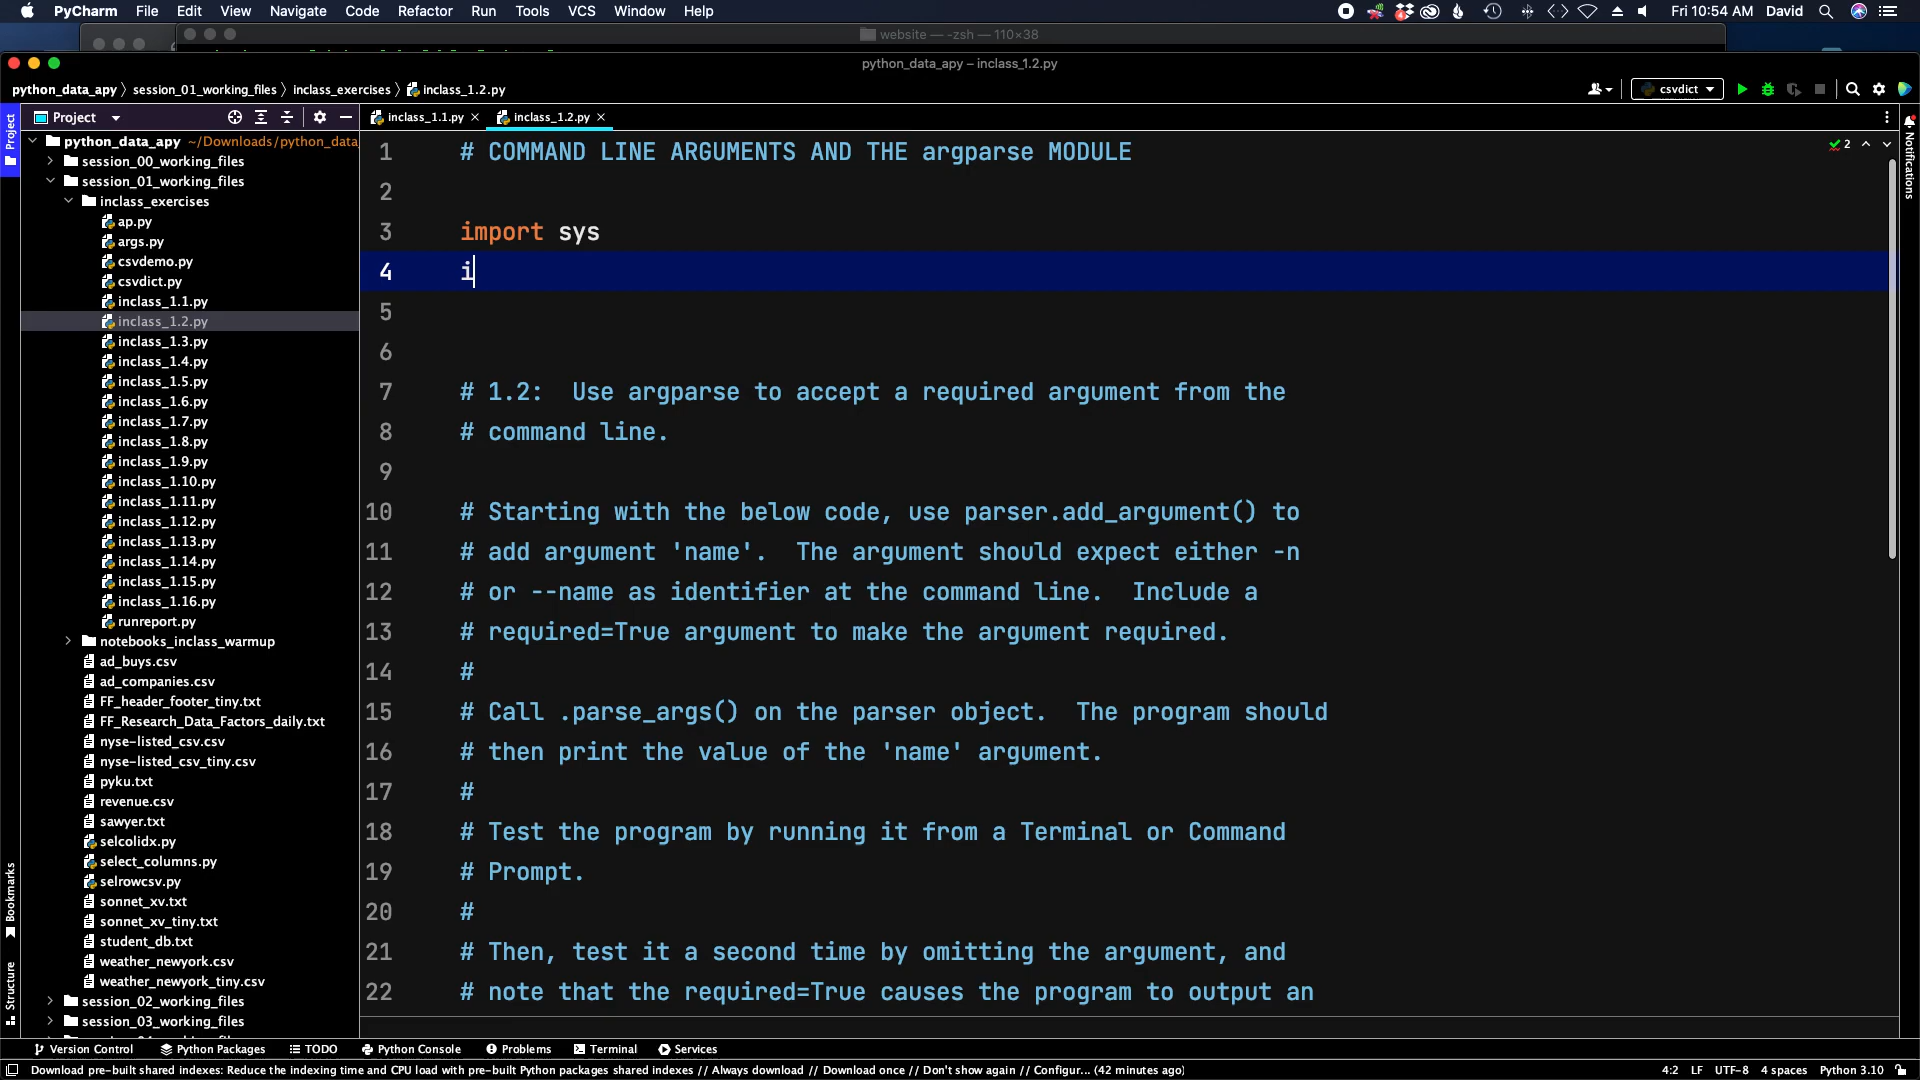 PyCharm File Edit View Navigate Code Refactor Run Tools VCS Window Help Fri 10:54 AM David
website — -zsh — 110×38
python_data_apy – inclass_1.2.py
python_data_apy session_01_working_files inclass_exercises inclass_1.2.py csvdict
Project
Project
inclass_1.1.py
inclass_1.2.py
python_data_apy ~/Downloads/python_data
session_00_working_files
session_01_working_files
inclass_exercises
ap.py
args.py
csvdemo.py
csvdict.py
inclass_1.1.py
inclass_1.2.py
inclass_1.3.py
inclass_1.4.py
inclass_1.5.py
inclass_1.6.py
inclass_1.7.py
inclass_1.8.py
inclass_1.9.py
inclass_1.10.py
inclass_1.11.py
inclass_1.12.py
inclass_1.13.py
inclass_1.14.py
inclass_1.15.py
inclass_1.16.py
runreport.py
notebooks_inclass_warmup
ad_buys.csv
ad_companies.csv
FF_header_footer_tiny.txt
FF_Research_Data_Factors_daily.txt
nyse-listed_csv.csv
nyse-listed_csv_tiny.csv
pyku.txt
revenue.csv
sawyer.txt
selcolidx.py
select_columns.py
selrowcsv.py
sonnet_xv.txt
sonnet_xv_tiny.txt
student_db.txt
weather_newyork.csv
weather_newyork_tiny.csv
session_02_working_files
session_03_working_files
Bookmarks
Structure
1 # COMMAND LINE ARGUMENTS AND THE argparse MODULE
2
3 import sys
4 i
5
6
7 # 1.2:  Use argparse to accept a required argument from the
8 # command line.
9
10 # Starting with the below code, use parser.add_argument() to
11 # add argument 'name'.  The argument should expect either -n
12 # or --name as identifier at the command line.  Include a
13 # required=True argument to make the argument required.
14 #
15 # Call .parse_args() on the parser object.  The program should
16 # then print the value of the 'name' argument.
17 #
18 # Test the program by running it from a Terminal or Command
19 # Prompt.
20 #
21 # Then, test it a second time by omitting the argument, and
22 # note that the required=True causes the program to output an
2
Notifications
Version Control Python Packages TODO Python Console Problems Terminal Services
Download pre-built shared indexes: Reduce the indexing time and CPU load with pre-built Python packages shared indexes // Always download // Download once // Don't show again // Configur... (42 minutes ago) 4:2 LF UTF-8 4 spaces Python 3.10